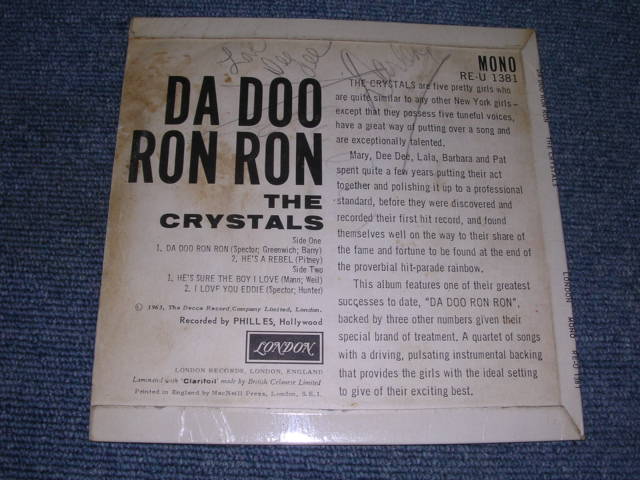 Love
Dee
Dee
MONO
RE-U 1381
DA DOO
RON RON
THE
CRYSTALS
Side One
1. DA DOO RON RON (Spector; Greenwich; Barry)
2. HE'S A REBEL (Pitney)
Side Two
1. HE'S SURE THE BOY I LOVE (Mann; Weil)
2. I LOVE YOU EDDIE (Spector; Hunter)
© 1963, The Decca Record Company Limited, London.
Recorded by PHILLES, Hollywood
LONDON
LONDON RECORDS, LONDON, ENGLAND
Laminated with 'Clarifoil' made by British Celanese Limited
Printed in England by MacNeill Press, London, S.E.1.
THE CRYSTALS are five pretty girls who
are quite similar to any other New York girls –
except that they possess five tuneful voices,
have a great way of putting over a song and
are exceptionally talented.
Mary, Dee Dee, Lala, Barbara and Pat
spent quite a few years putting their act
together and polishing it up to a professional
standard, before they were discovered and
recorded their first hit record, and found
themselves well on the way to their share of
the fame and fortune to be found at the end of
the proverbial hit-parade rainbow.
This album features one of their greatest
successes to date, "DA DOO RON RON",
backed by three other numbers given their
special brand of treatment. A quartet of songs
with a driving, pulsating instrumental backing
that provides the girls with the ideal setting
to give of their exciting best.
THE CRYSTALS
LONDON
MONO
RE-U 1381